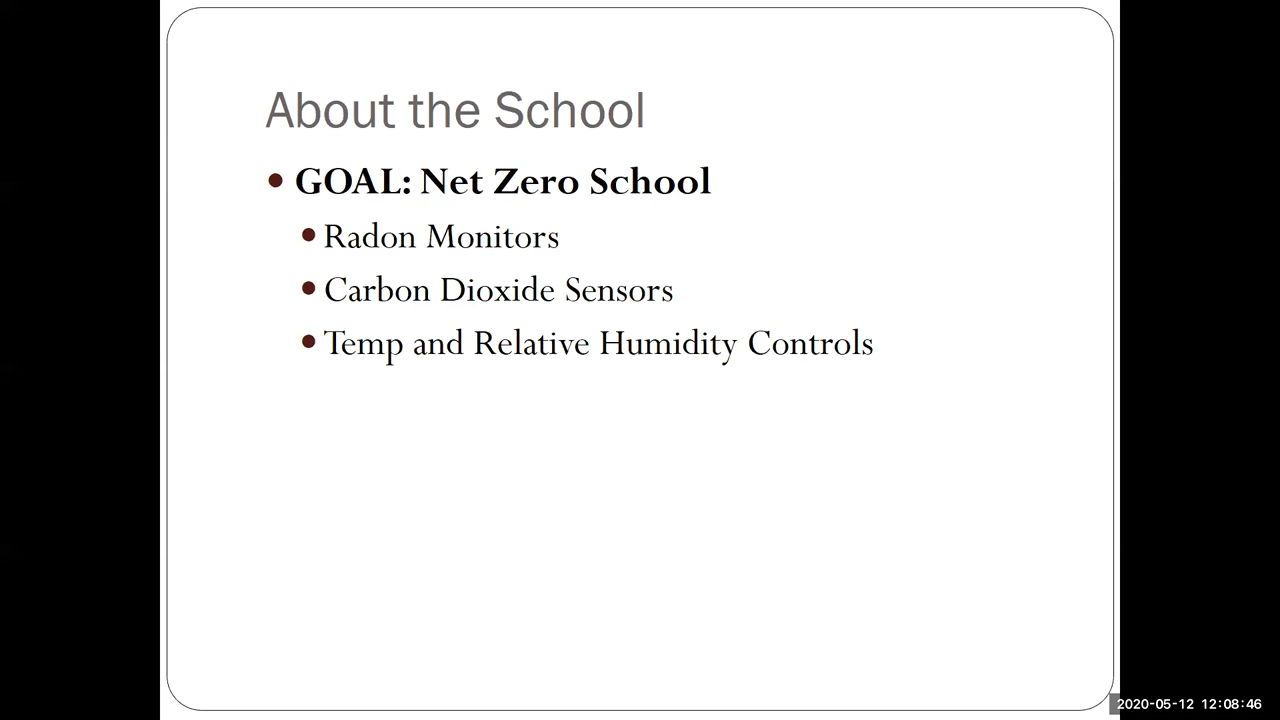 About the School
• GOAL: Net Zero School
• Radon Monitors
• Carbon Dioxide Sensors
• Temp and Relative Humidity Controls
2020-05-12 12:08:46